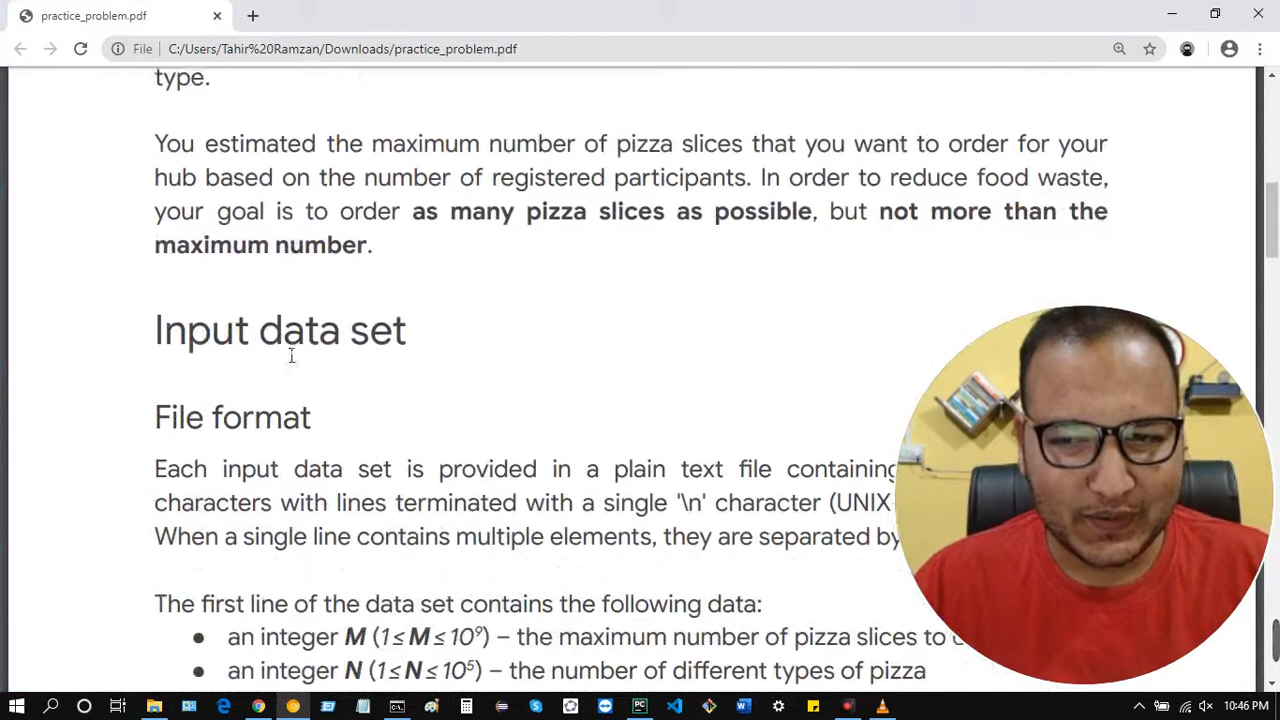 practice_problem.pdf
File
C:/Users/Tahir%20Ramzan/Downloads/practice_problem.pdf
type.
You estimated the maximum number of pizza slices that you want to order for your
hub based on the number of registered participants. In order to reduce food waste,
your goal is to order as many pizza slices as possible, but not more than the
maximum number.
Input data set
File format
Each input data set is provided in a plain text file containing
characters with lines terminated with a single '\n' character (UNIX
When a single line contains multiple elements, they are separated by
The first line of the data set contains the following data:
● an integer M (1 ≤ M ≤ 10⁹) – the maximum number of pizza slices to
● an integer N (1 ≤ N ≤ 10⁵) – the number of different types of pizza
10:46 PM